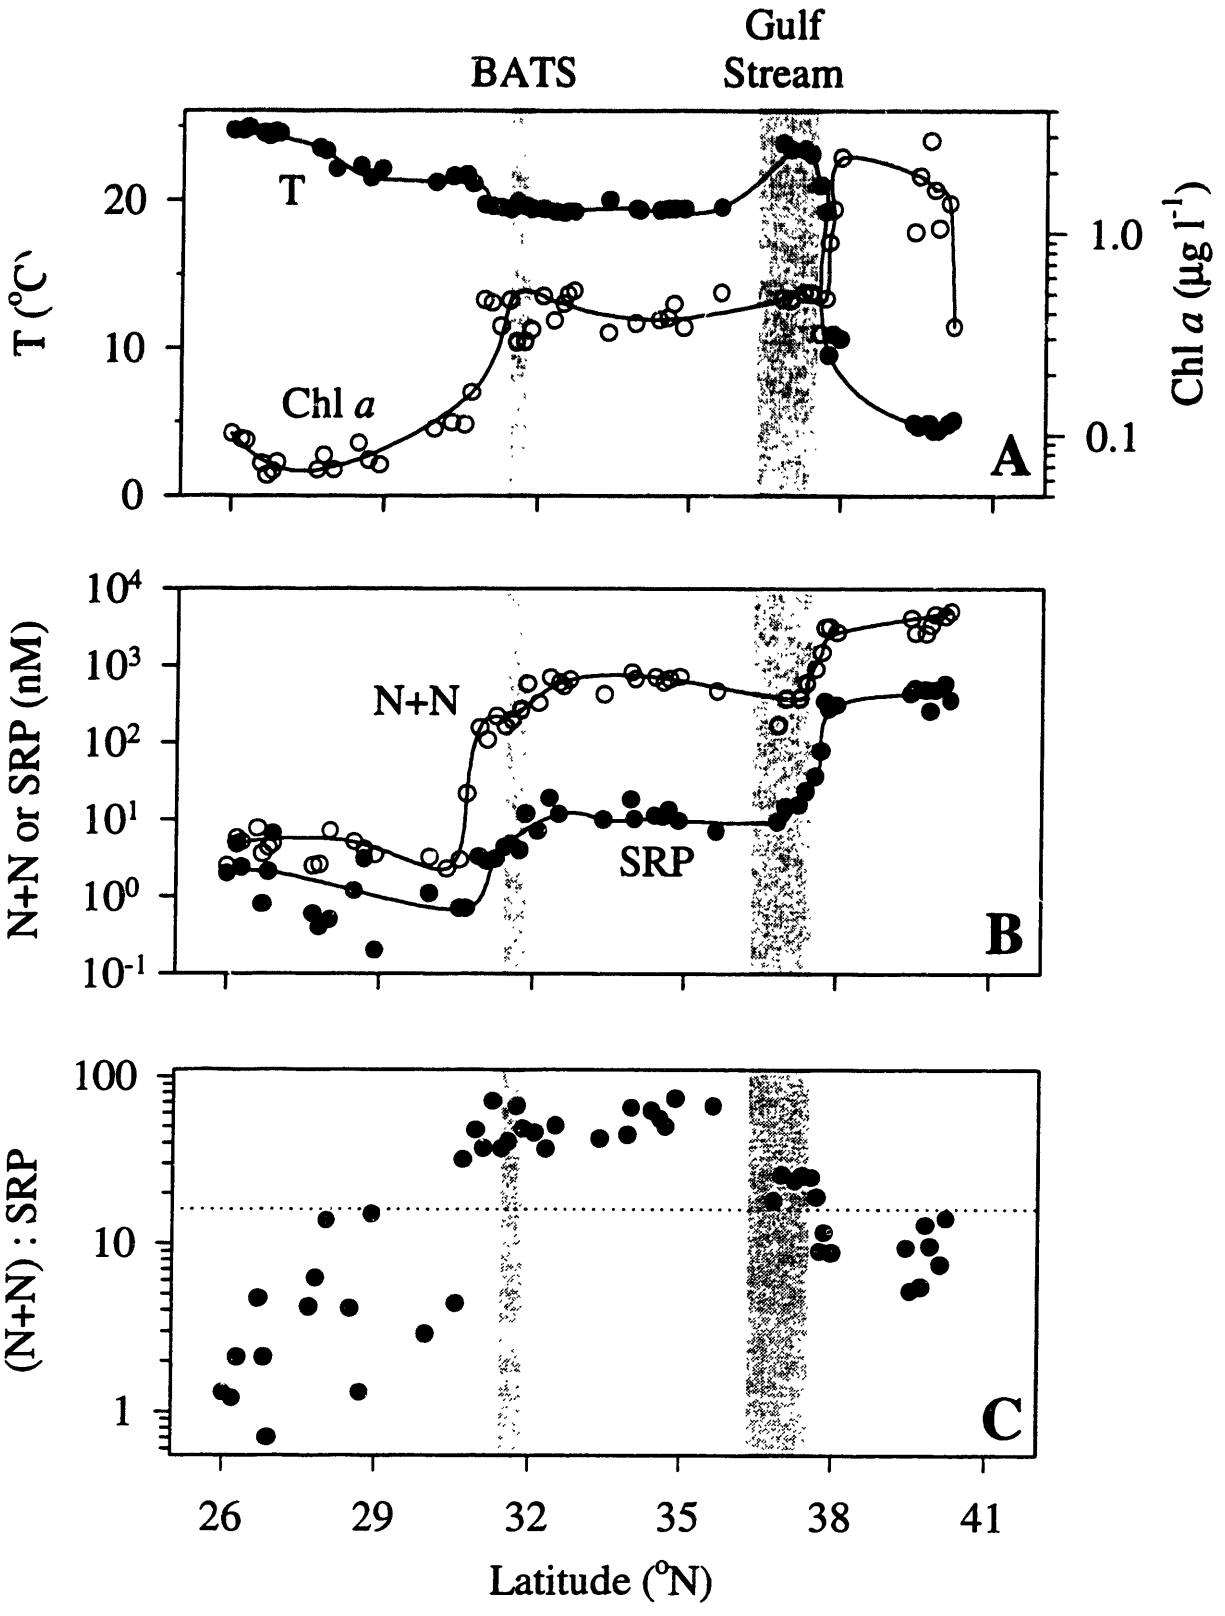 Gulf
BATS Stream
T
20
10
0
T (°C)
Chl a
1.0
0.1
Chl a (µg l⁻¹)
A
10⁴
10³
10²
10¹
10⁰
10⁻¹
N+N or SRP (nM)
N+N
SRP
B
100
10
1
(N+N) : SRP
C
26 29 32 35 38 41
Latitude (°N)